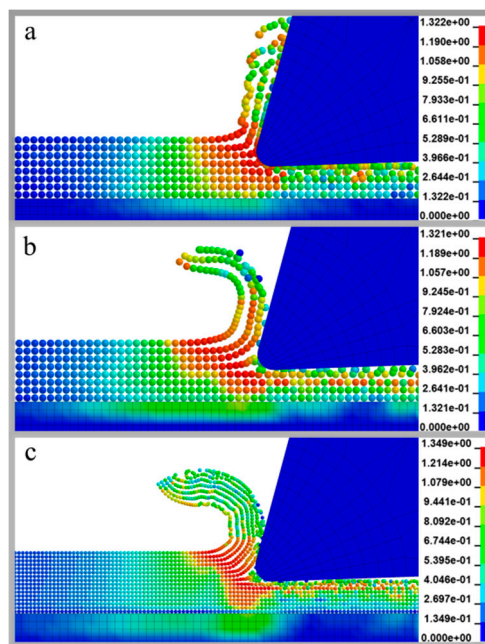 a
1.322e+00
1.190e+00
1.058e+00
9.255e-01
7.933e-01
6.611e-01
5.289e-01
3.966e-01
2.644e-01
1.322e-01
0.000e+00
b
1.321e+00
1.189e+00
1.057e+00
9.245e-01
7.924e-01
6.603e-01
5.283e-01
3.962e-01
2.641e-01
1.321e-01
0.000e+00
c
1.349e+00
1.214e+00
1.079e+00
9.441e-01
8.092e-01
6.744e-01
5.395e-01
4.046e-01
2.697e-01
1.349e-01
0.000e+00